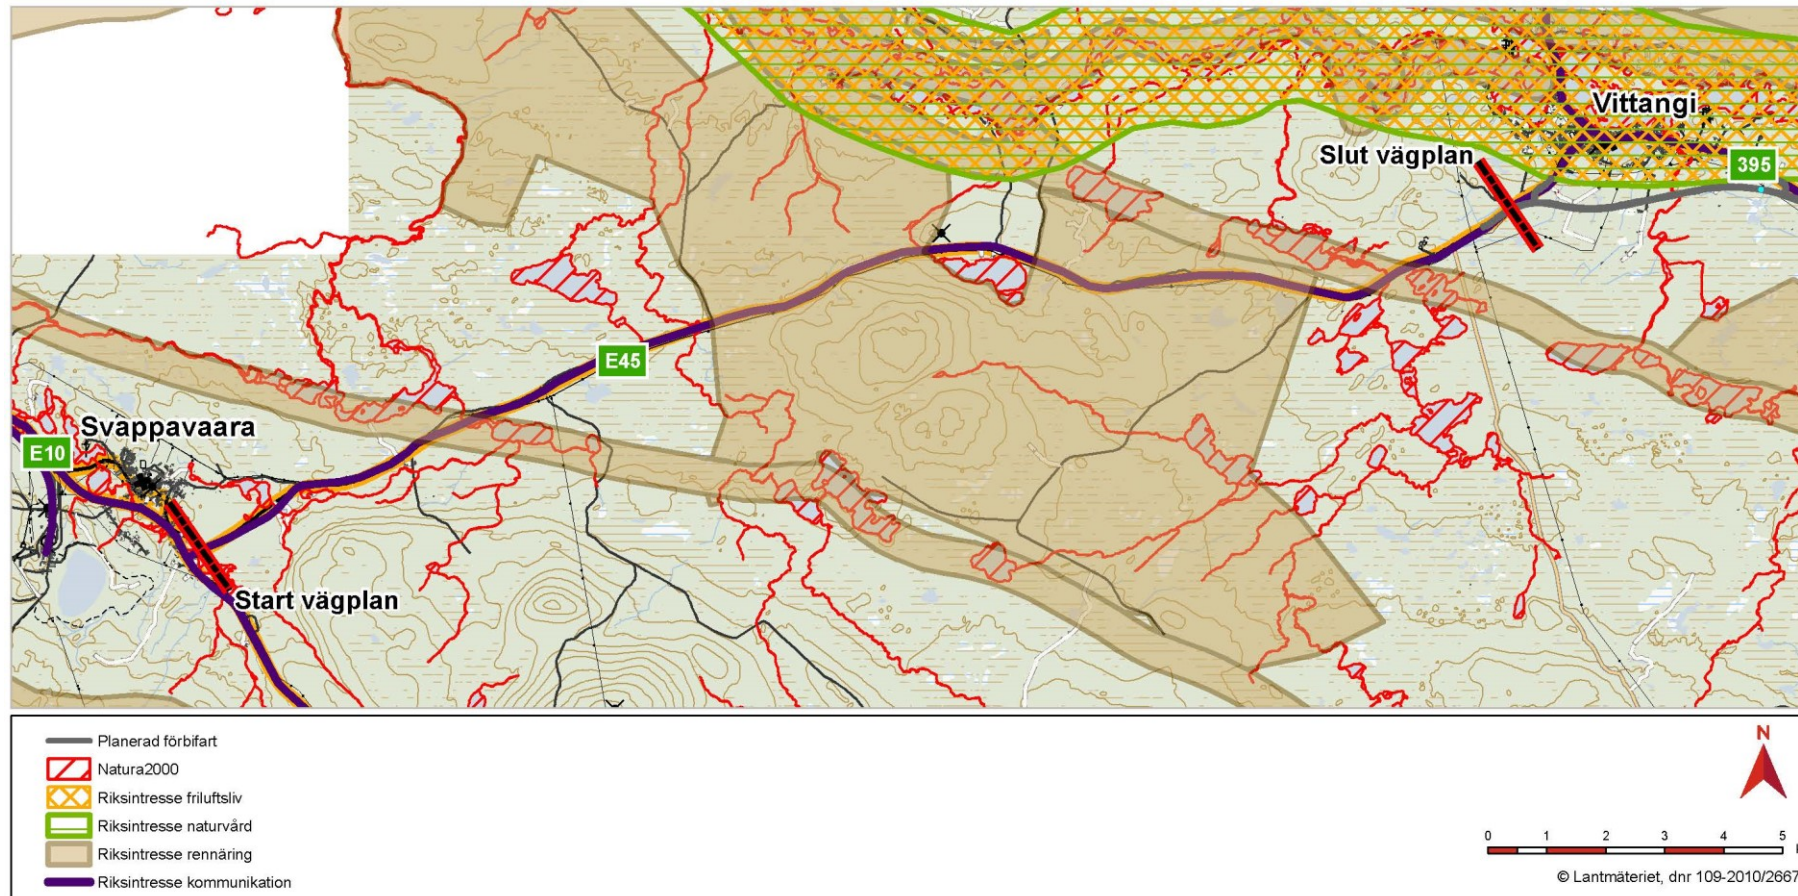 Vittangi
Slut vägplan
395
E45
Svappavaara
E10
Start vägplan
Planerad förbifart
Natura2000
Riksintresse friluftsliv
Riksintresse naturvård
Riksintresse rennäring
Riksintresse kommunikation
N
0 1 2 3 4 5
© Lantmäteriet, dnr 109-2010/2667